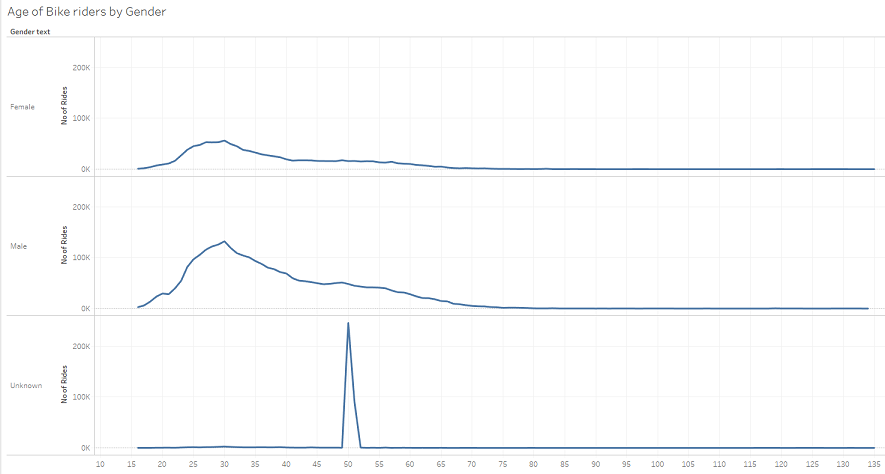 Age of Bike riders by Gender
Gender text
Female
No of Rides
200K
100K
0K
Male
No of Rides
200K
100K
0K
Unknown
No of Rides
200K
100K
0K
10 15 20 25 30 35 40 45 50 55 60 65 70 75 80 85 90 95 100 105 110 115 120 125 130 135